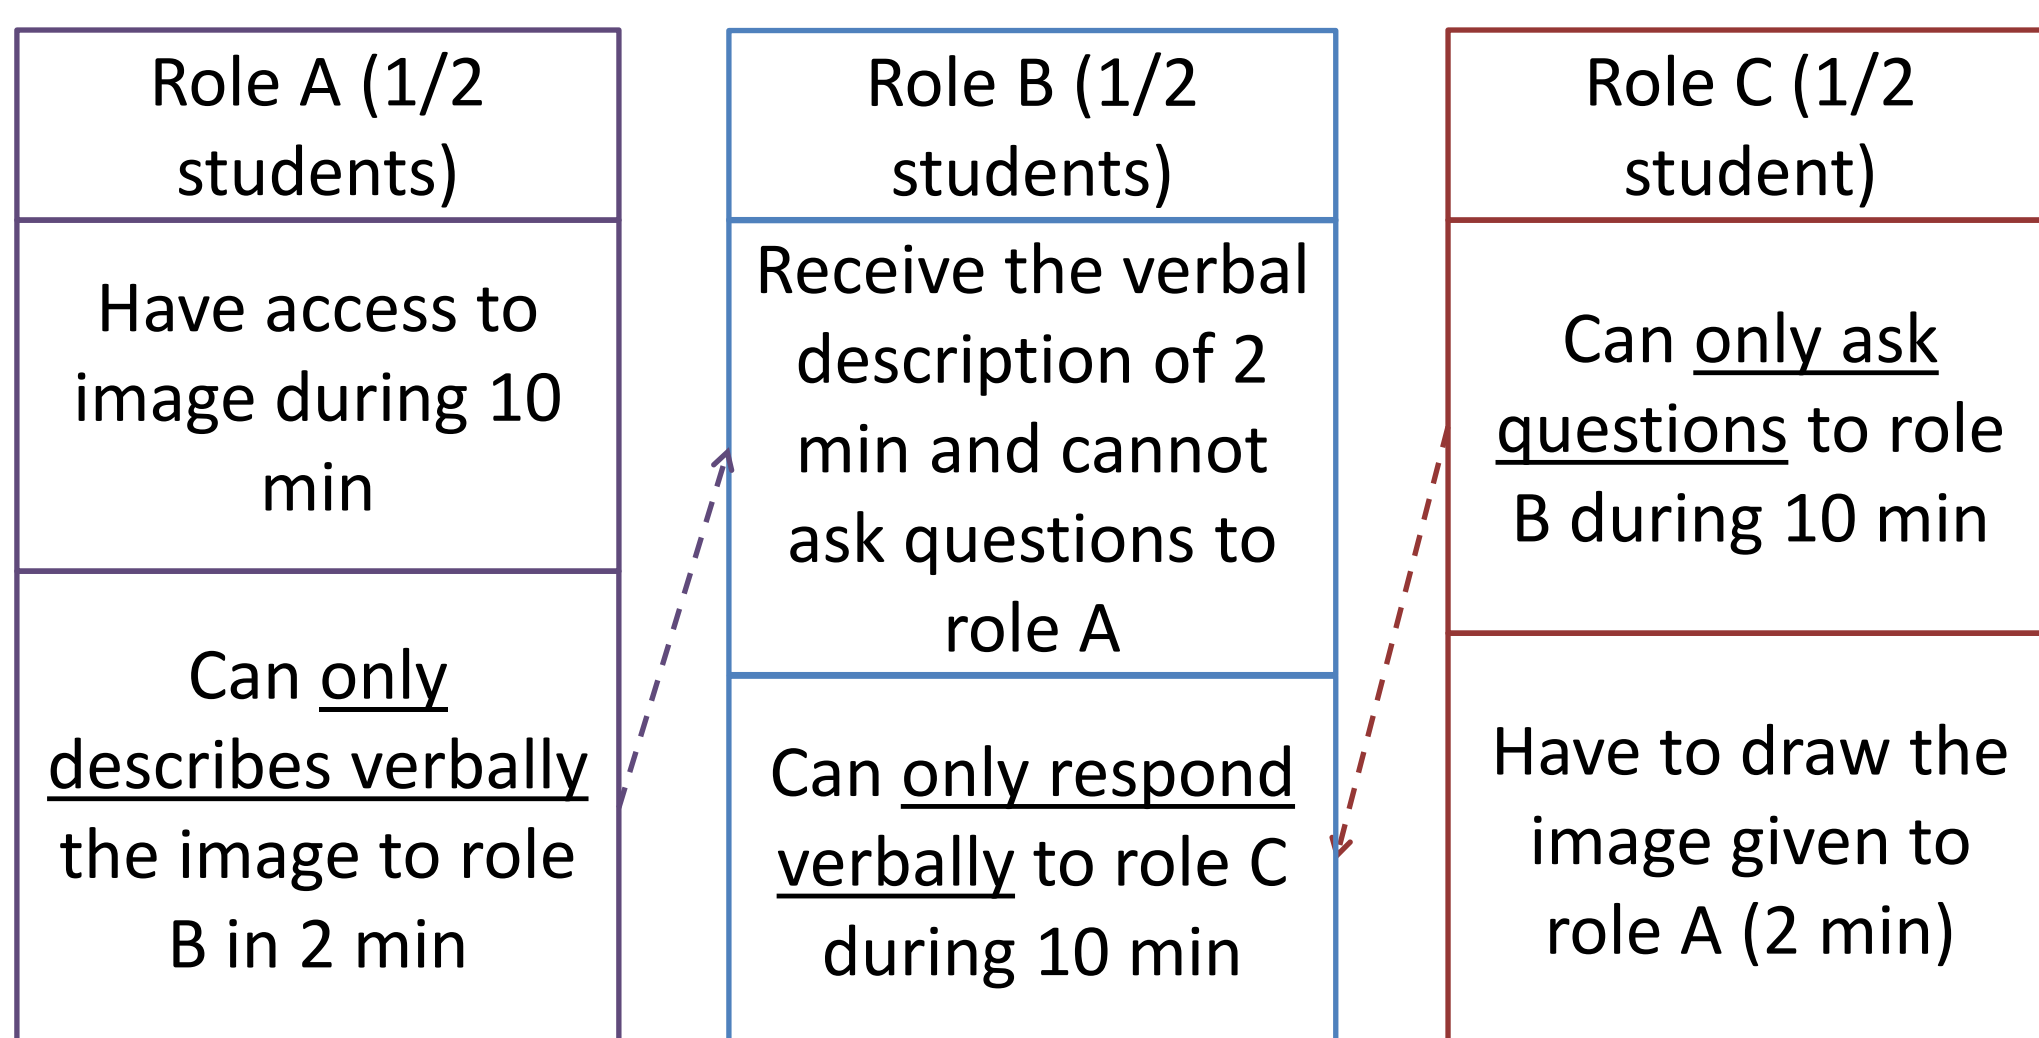 Role A (1/2
students)
Have access to
image during 10
min
Can only
describes verbally
the image to role
B in 2 min
Role B (1/2
students)
Receive the verbal
description of 2
min and cannot
ask questions to
role A
Can only respond
verbally to role C
during 10 min
Role C (1/2
student)
Can only ask
questions to role
B during 10 min
Have to draw the
image given to
role A (2 min)